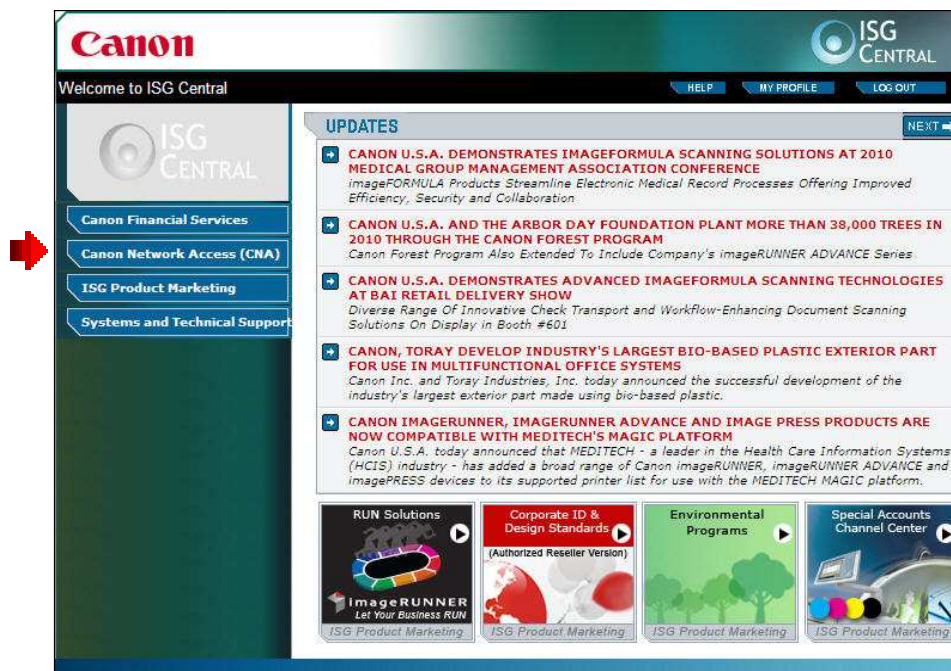 Canon
ISG
CENTRAL
Welcome to ISG Central
HELP
MY PROFILE
LOG OUT
ISG
CENTRAL
Canon Financial Services
Canon Network Access (CNA)
ISG Product Marketing
Systems and Technical Support
UPDATES
NEXT
CANON U.S.A. DEMONSTRATES IMAGEFORMULA SCANNING SOLUTIONS AT 2010
MEDICAL GROUP MANAGEMENT ASSOCIATION CONFERENCE
imageFORMULA Products Streamline Electronic Medical Record Processes Offering Improved
Efficiency, Security and Collaboration
CANON U.S.A. AND THE ARBOR DAY FOUNDATION PLANT MORE THAN 38,000 TREES IN
2010 THROUGH THE CANON FOREST PROGRAM
Canon Forest Program Also Extended To Include Company's imageRUNNER ADVANCE Series
CANON U.S.A. DEMONSTRATES ADVANCED IMAGEFORMULA SCANNING TECHNOLOGIES
AT BAI RETAIL DELIVERY SHOW
Diverse Range Of Innovative Check Transport and Workflow-Enhancing Document Scanning
Solutions On Display in Booth #601
CANON, TORAY DEVELOP INDUSTRY'S LARGEST BIO-BASED PLASTIC EXTERIOR PART
FOR USE IN MULTIFUNCTIONAL OFFICE SYSTEMS
Canon Inc. and Toray Industries, Inc. today announced the successful development of the
industry's largest exterior part made using bio-based plastic.
CANON IMAGERUNNER, IMAGERUNNER ADVANCE AND IMAGE PRESS PRODUCTS ARE
NOW COMPATIBLE WITH MEDITECH'S MAGIC PLATFORM
Canon U.S.A. today announced that MEDITECH - a leader in the Health Care Information Systems
(HCIS) industry - has added a broad range of Canon imageRUNNER, imageRUNNER ADVANCE and
imagePRESS devices to its supported printer list for use with the MEDITECH MAGIC platform.
RUN Solutions
imageRUNNER
Let Your Business RUN
ISG Product Marketing
Corporate ID &
Design Standards
(Authorized Reseller Version)
ISG Product Marketing
Environmental
Programs
ISG Product Marketing
Special Accounts
Channel Center
ISG Product Marketing